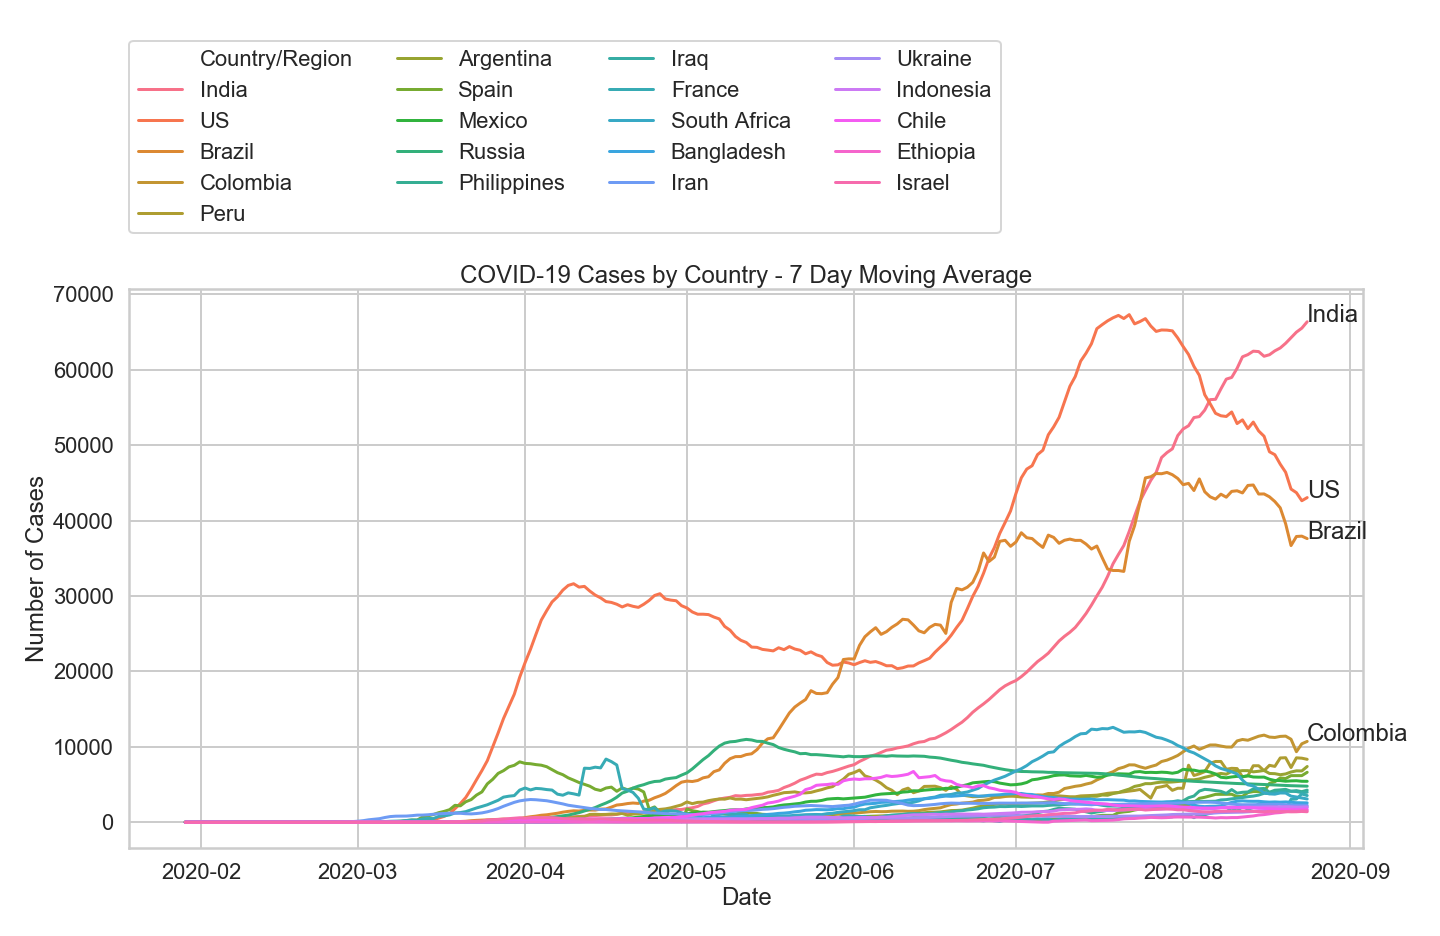 Country/Region
India
US
Brazil
Colombia
Peru
Argentina
Spain
Mexico
Russia
Philippines
Iraq
France
South Africa
Bangladesh
Iran
Ukraine
Indonesia
Chile
Ethiopia
Israel
COVID-19 Cases by Country - 7 Day Moving Average
Number of Cases
70000
60000
50000
40000
30000
20000
10000
0
India
US
Brazil
Colombia
2020-02 2020-03 2020-04 2020-05 2020-06 2020-07 2020-08 2020-09
Date